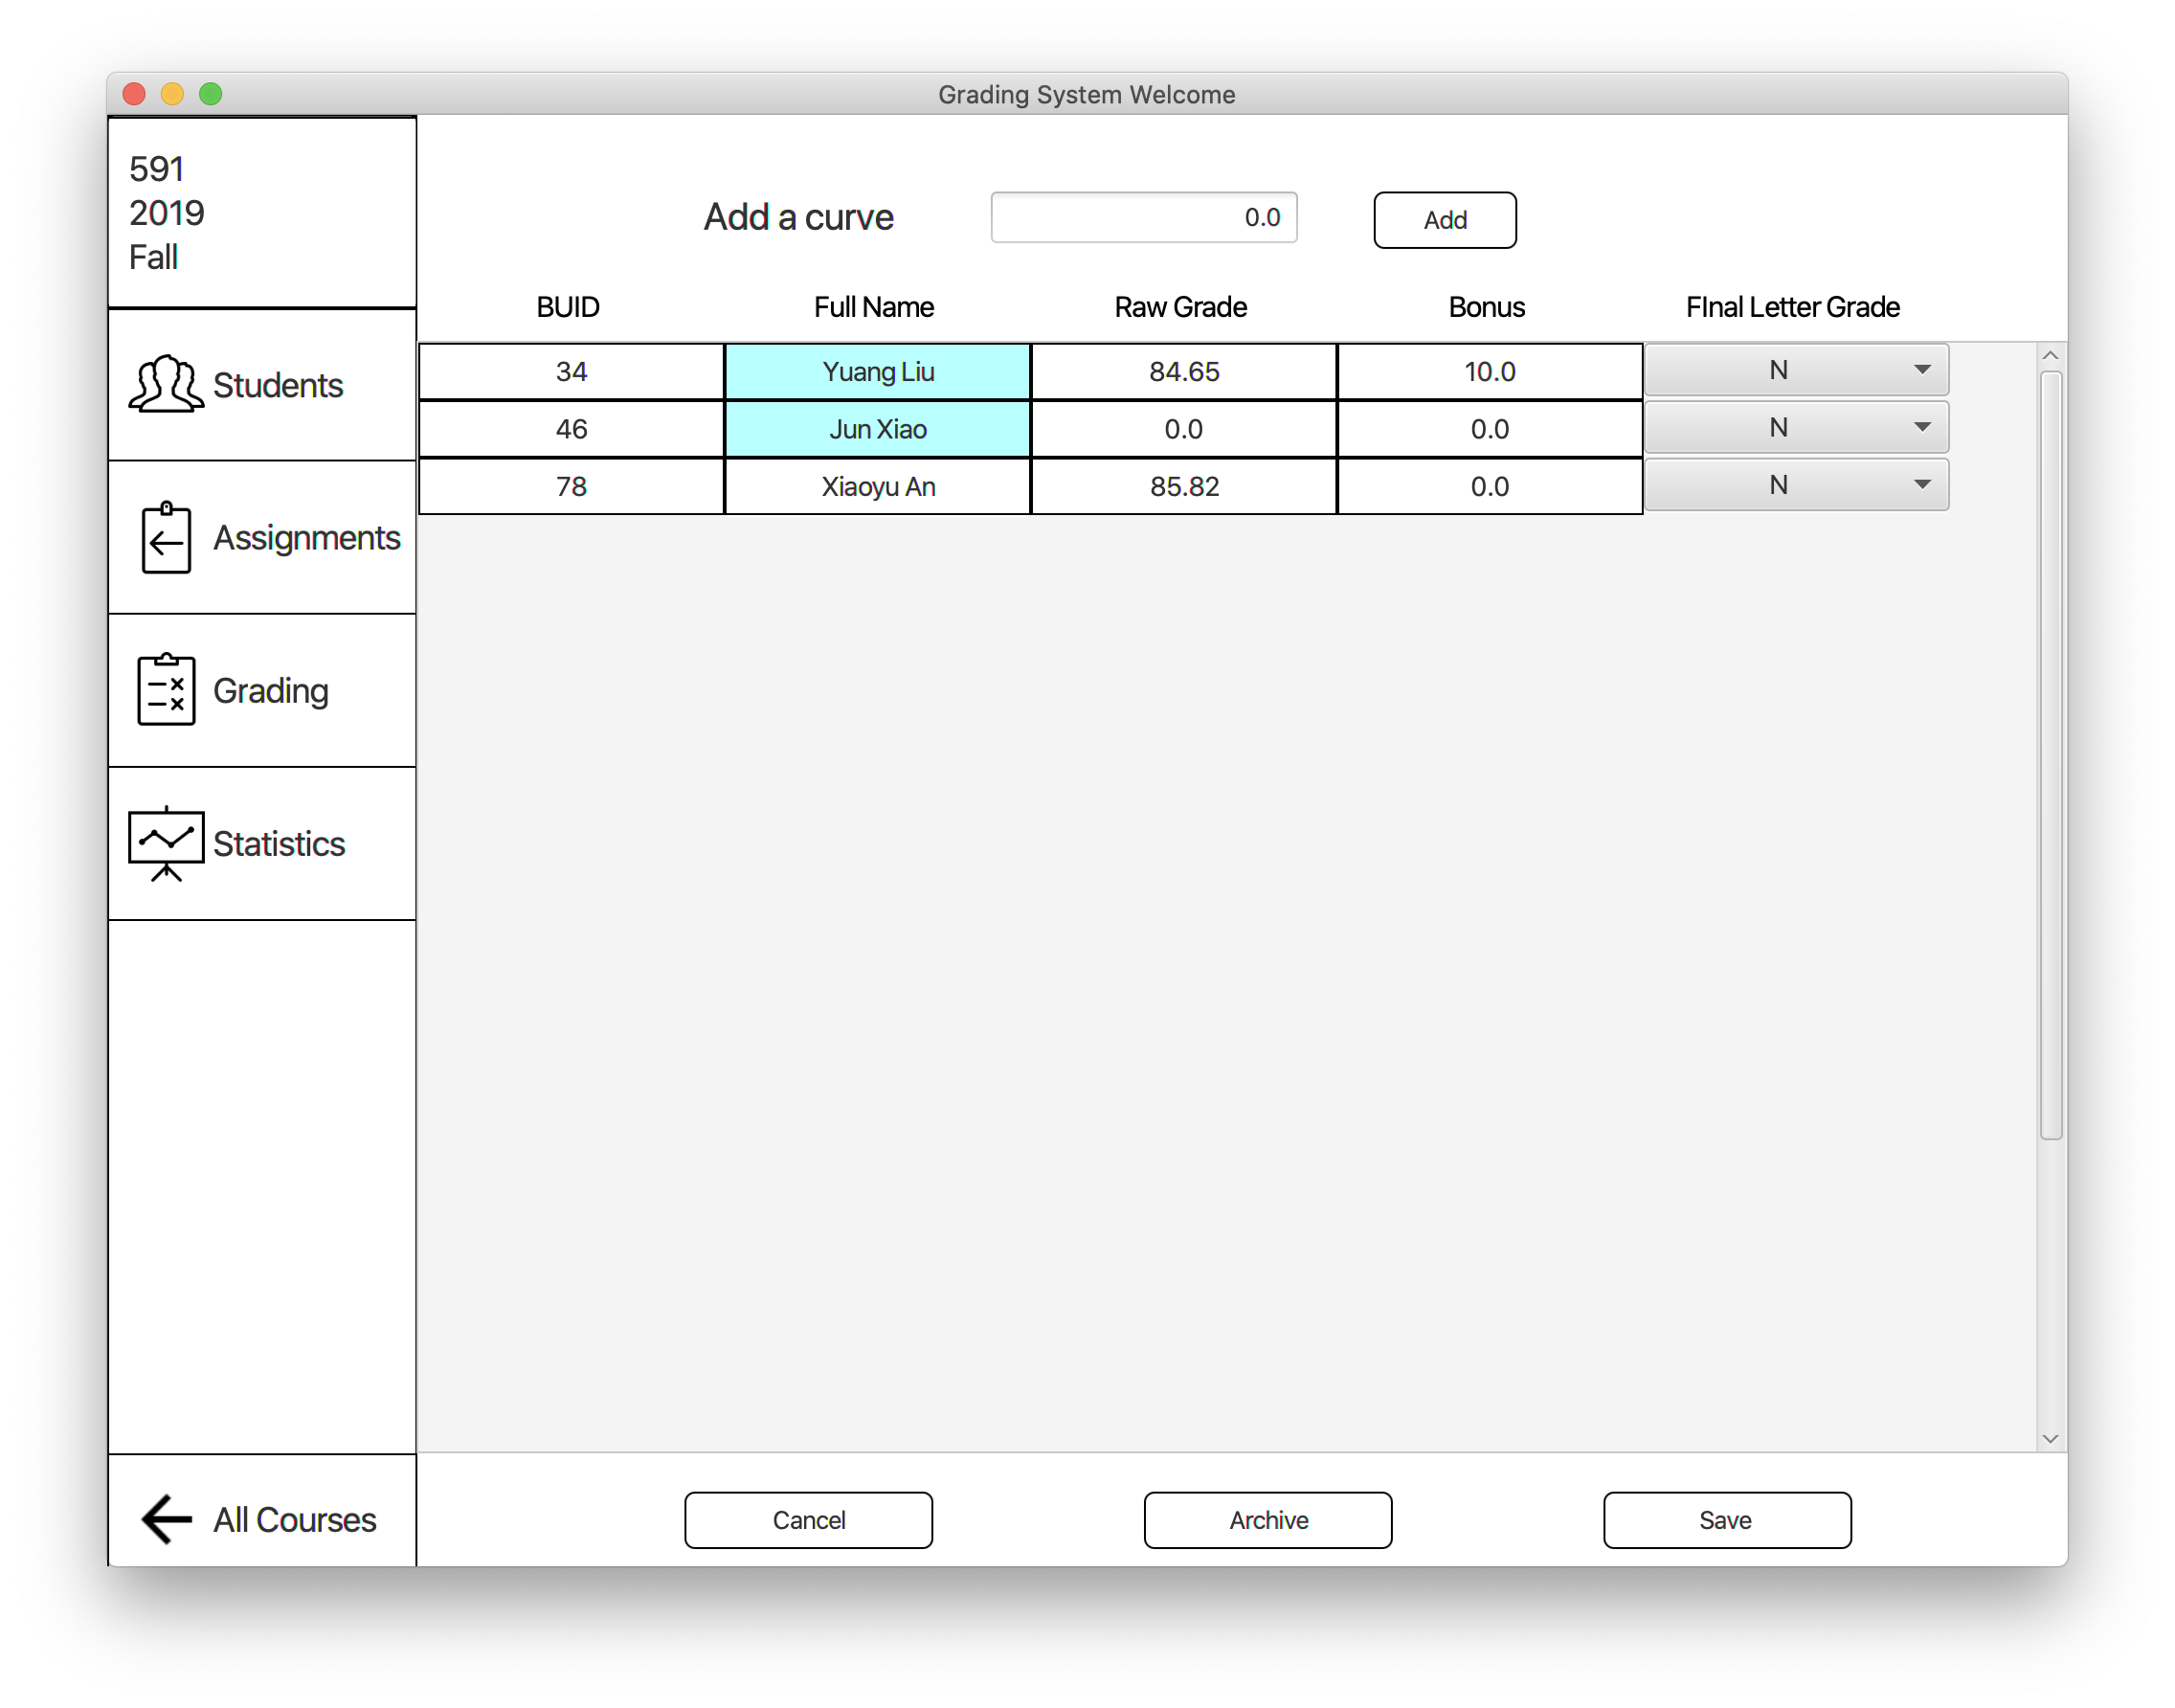 Grading System Welcome
591
2019
Fall
Students
Assignments
Grading
Statistics
All Courses
Add a curve 0.0 Add
BUID Full Name Raw Grade Bonus FInal Letter Grade
34 Yuang Liu 84.65 10.0 N
46 Jun Xiao 0.0 0.0 N
78 Xiaoyu An 85.82 0.0 N
Cancel Archive Save